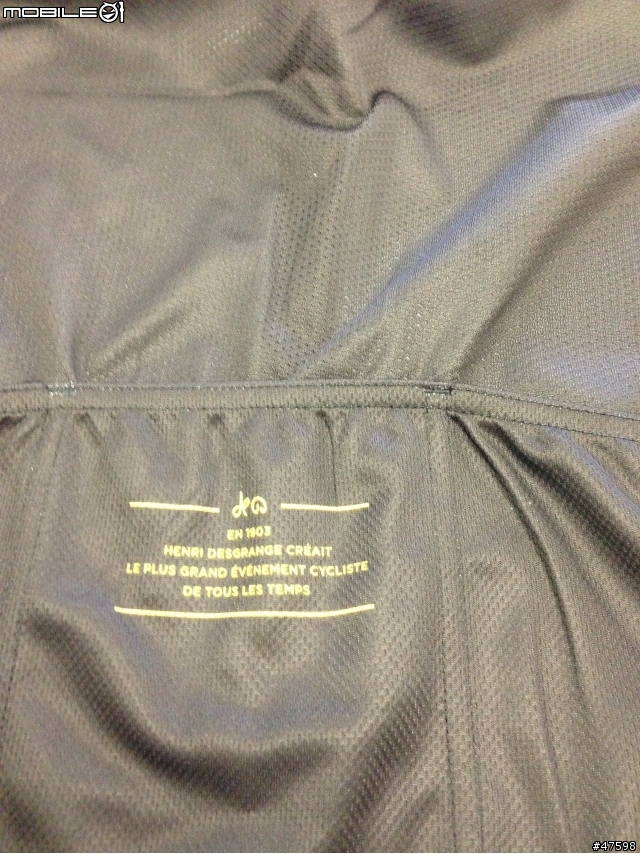 MOBILE01
EN 1903
HENRI DESGRANGE CRÉAIT
LE PLUS GRAND ÉVÉNEMENT CYCLISTE
DE TOUS LES TEMPS
#47598